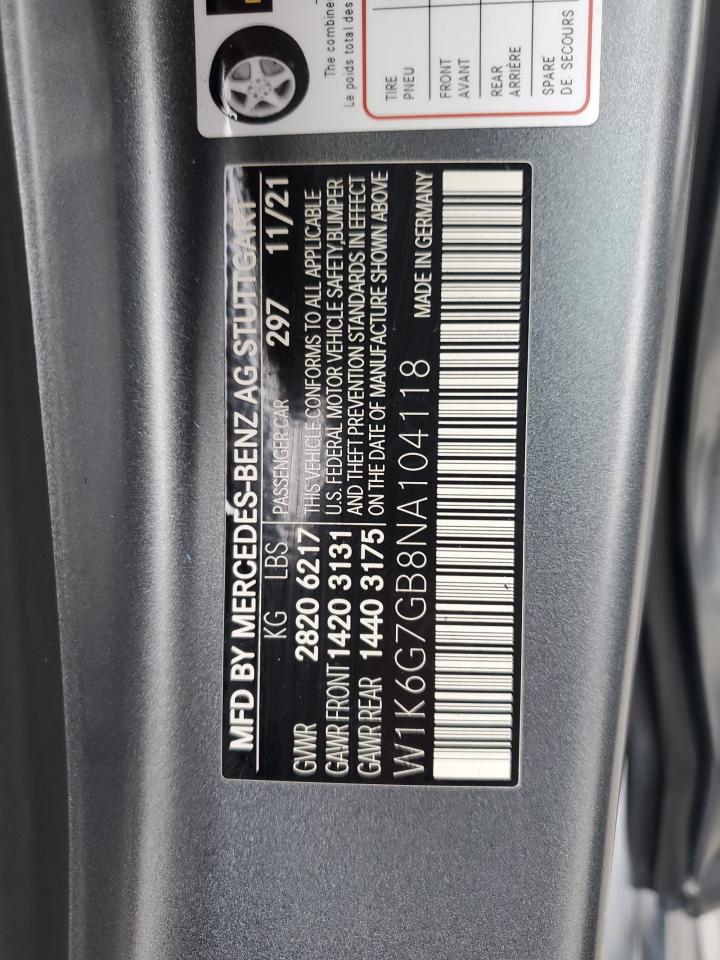 The combine
Le poids total des
TIRE
PNEU
FRONT
AVANT
REAR
ARRIÈRE
SPARE
DE SECOURS
MFD BY MERCEDES-BENZ AG STUTTGART
KG LBS PASSENGER CAR 297 11/21
GWWR 2820 6217 THIS VEHICLE CONFORMS TO ALL APPLICABLE
GAWR FRONT 1420 3131 U.S. FEDERAL MOTOR VEHICLE SAFETY,BUMPER
GAWR REAR 1440 3175 AND THEFT PREVENTION STANDARDS IN EFFECT
ON THE DATE OF MANUFACTURE SHOWN ABOVE
W1K6G7GB8NA104118 MADE IN GERMANY